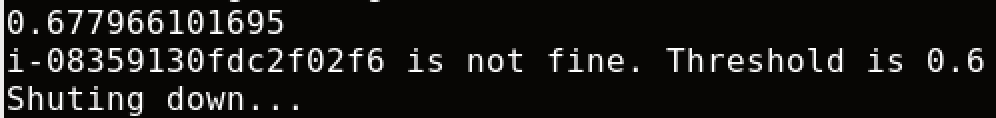 0.677966101695
i-08359130fdc2f02f6 is not fine. Threshold is 0.6
Shuting down...